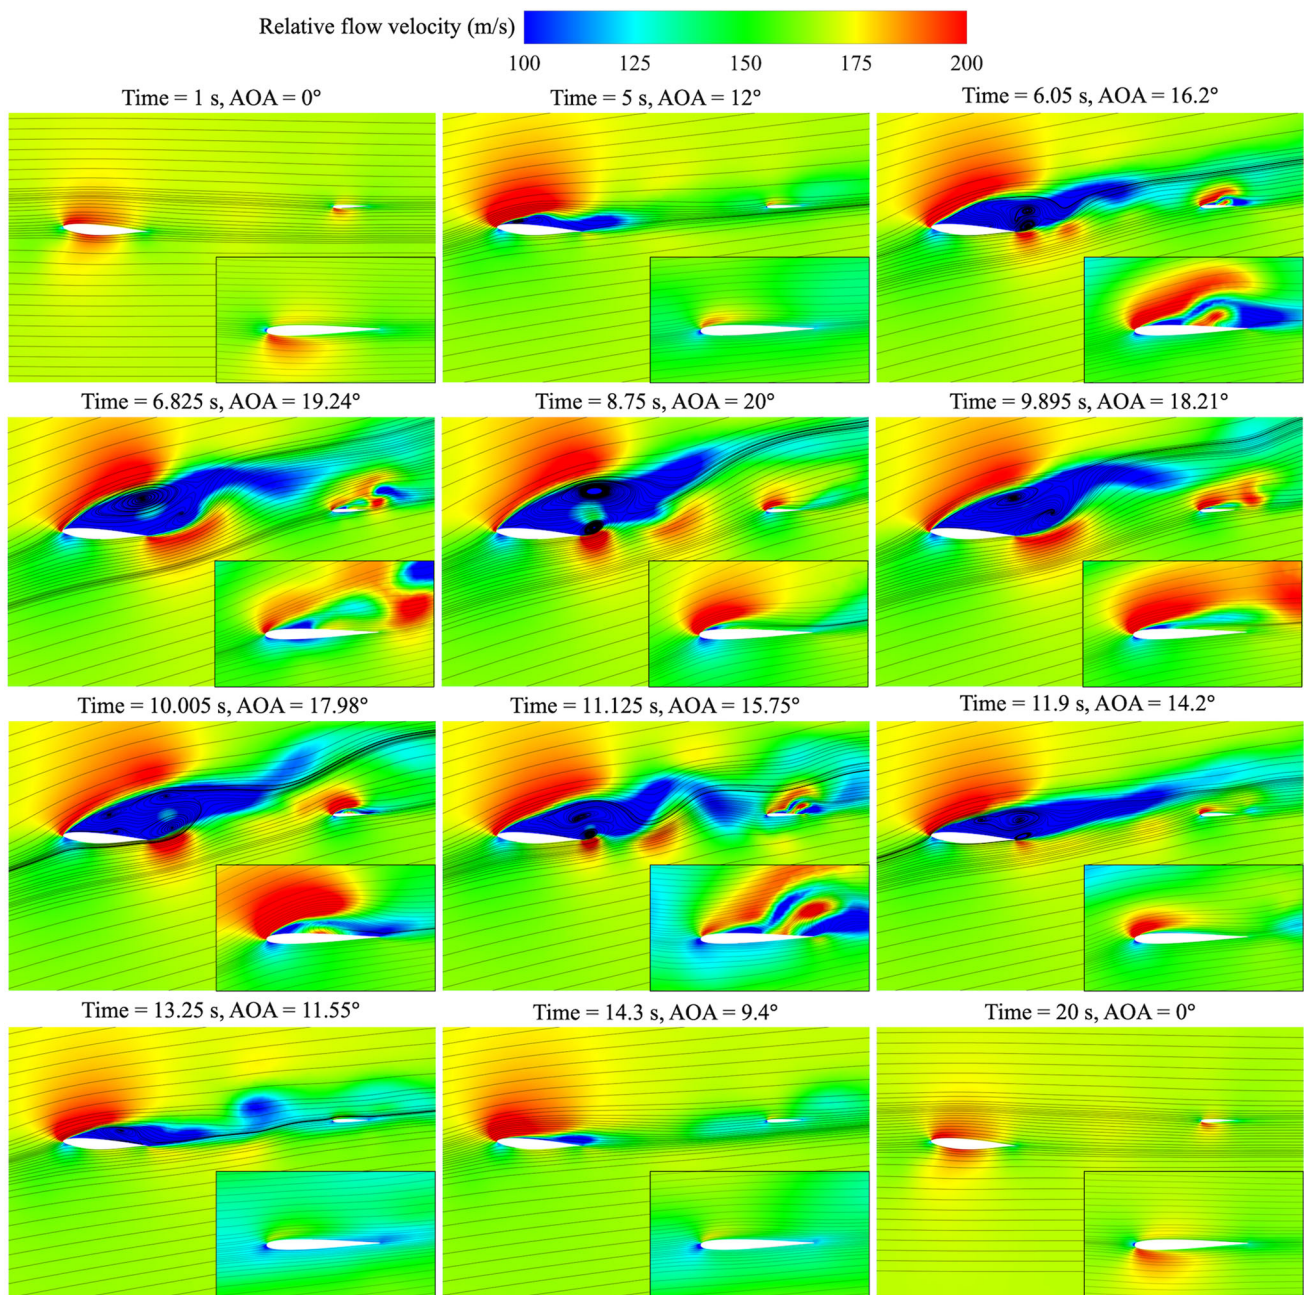 Relative flow velocity (m/s)
100 125 150 175 200
Time = 1 s, AOA = 0° Time = 5 s, AOA = 12° Time = 6.05 s, AOA = 16.2°
Time = 6.825 s, AOA = 19.24° Time = 8.75 s, AOA = 20° Time = 9.895 s, AOA = 18.21°
Time = 10.005 s, AOA = 17.98° Time = 11.125 s, AOA = 15.75° Time = 11.9 s, AOA = 14.2°
Time = 13.25 s, AOA = 11.55° Time = 14.3 s, AOA = 9.4° Time = 20 s, AOA = 0°